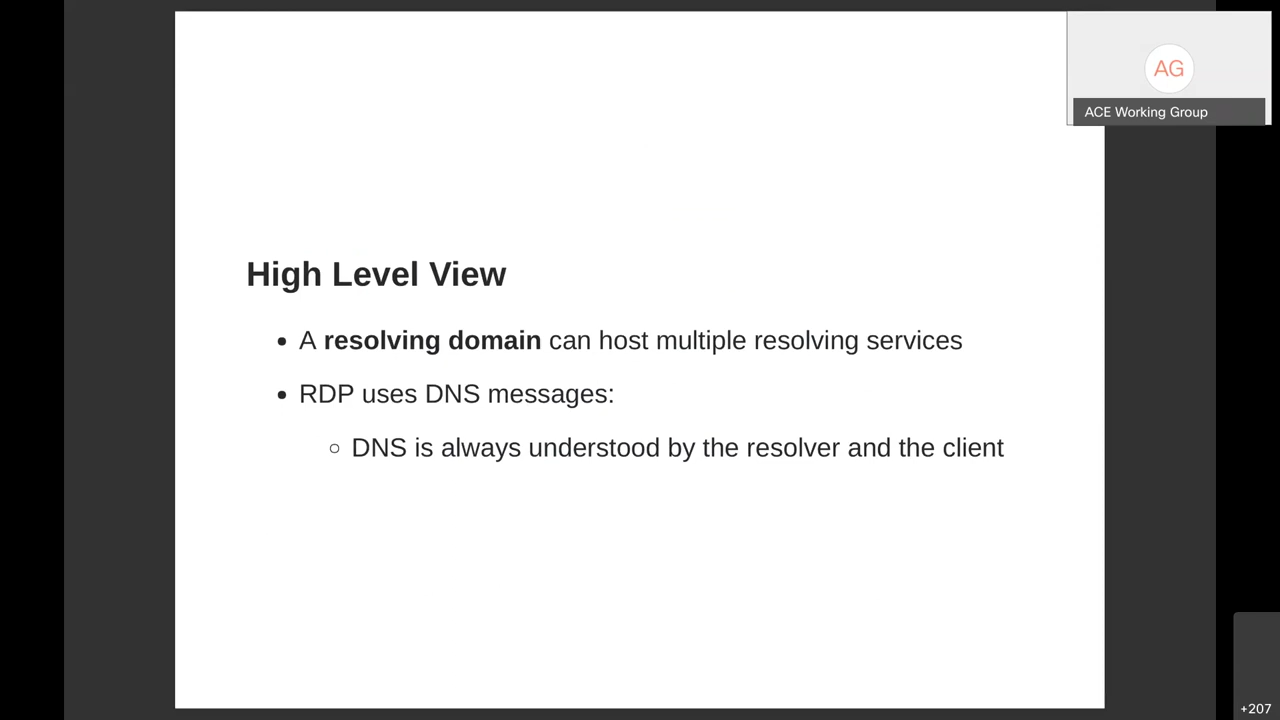 AG
ACE Working Group
High Level View
• A resolving domain can host multiple resolving services
• RDP uses DNS messages:
○ DNS is always understood by the resolver and the client
+207